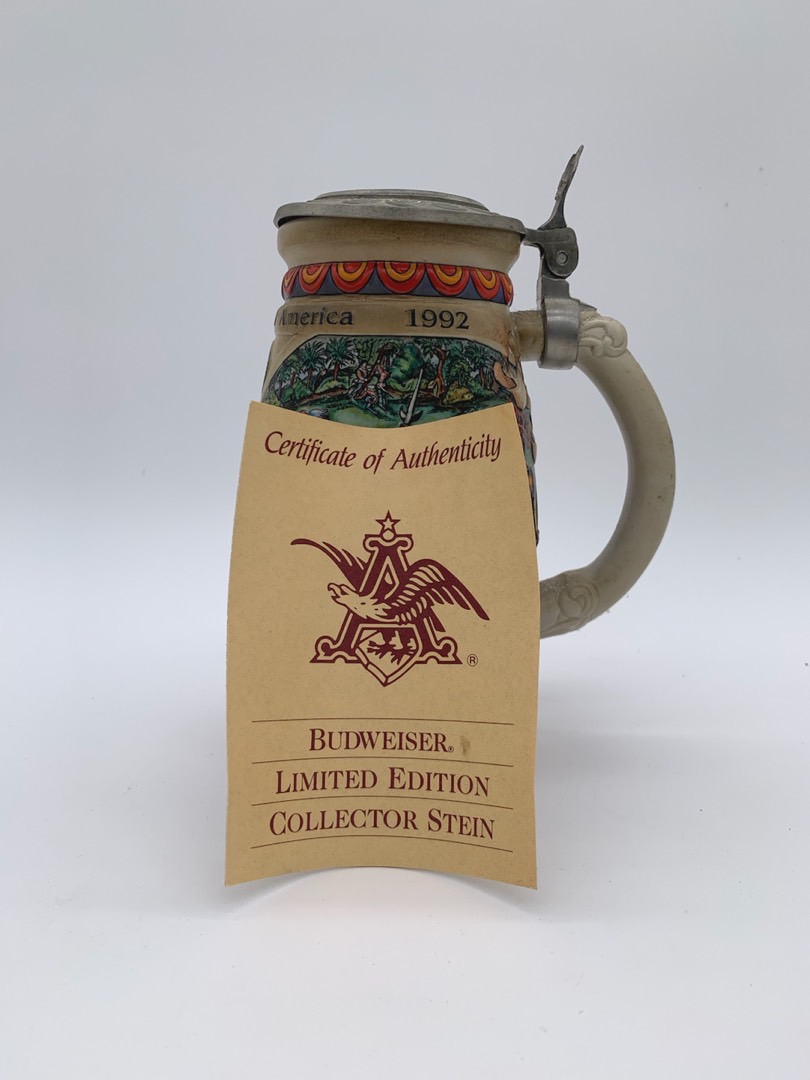 America 1992
Certificate of Authenticity
A
®
BUDWEISER®
LIMITED EDITION
COLLECTOR STEIN